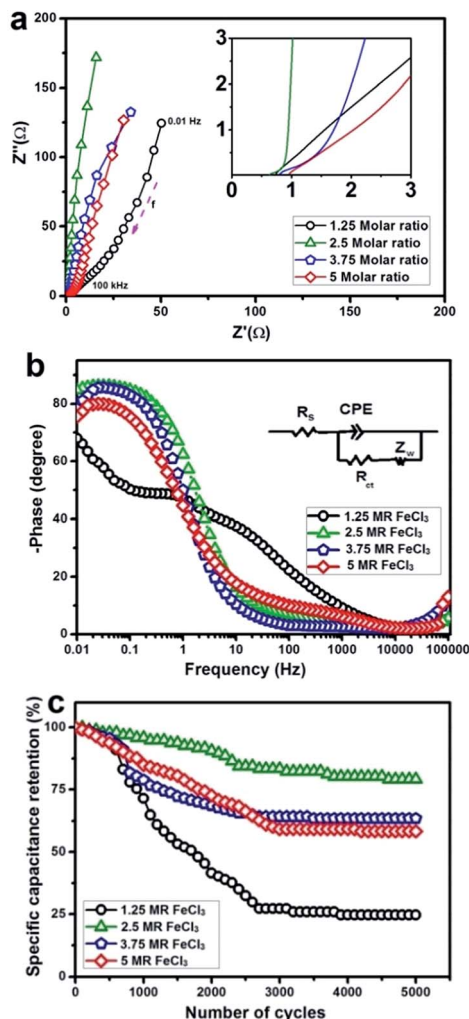 a
Z''(Ω)
200
175
150
125
100
75
50
25
0
0
50
100
150
200
Z'(Ω)
0.01 Hz
f
100 kHz
3
2
1
0
1
2
3
1.25 Molar ratio
2.5 Molar ratio
3.75 Molar ratio
5 Molar ratio
b
-Phase (degree)
80
60
40
20
0
0.01
0.1
1
10
100
1000
10000
100000
Frequency (Hz)
Rs
CPE
Rct
Zw
1.25 MR FeCl₃
2.5 MR FeCl₃
3.75 MR FeCl₃
5 MR FeCl₃
c
Specific capacitance retention (%)
100
75
50
25
0
0
1000
2000
3000
4000
5000
Number of cycles
1.25 MR FeCl₃
2.5 MR FeCl₃
3.75 MR FeCl₃
5 MR FeCl₃